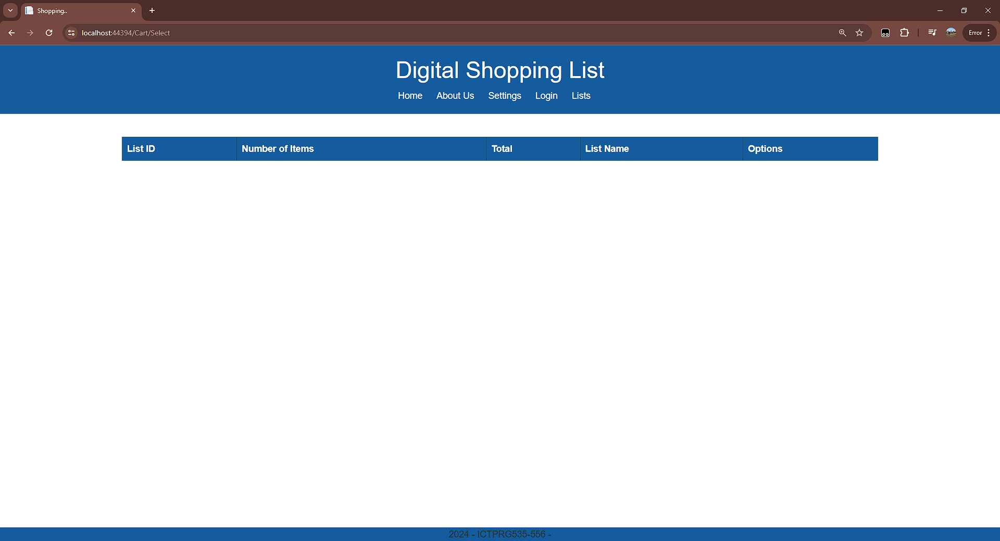 Shopping..
localhost:44394/Cart/Select
Error
Digital Shopping List
Home About Us Settings Login Lists
List ID Number of Items Total List Name Options
2024 - ICTPRG535-556 -